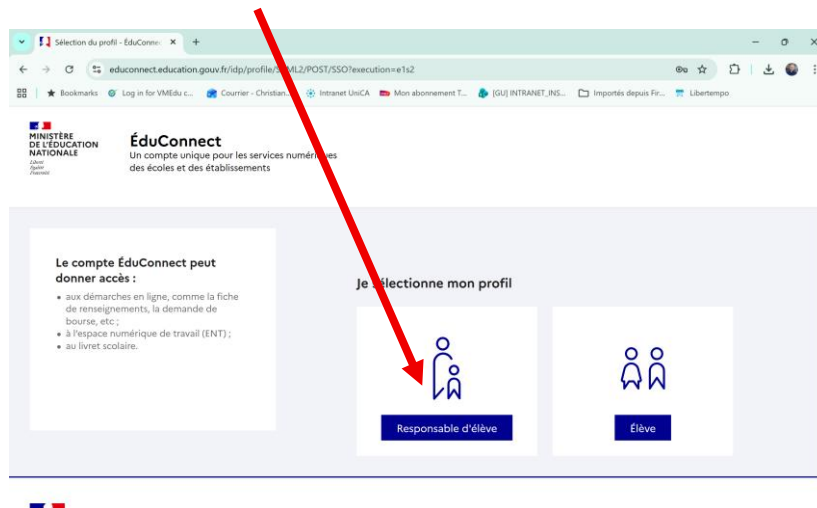 Sélection du profil - ÉduConne
educonnect.education.gouv.fr/idp/profile/S ML2/POST/SSO?execution=e1s2
Bookmarks Log in for VMEdu c... Courrier - Christian... Intranet UniCA Mon abonnement T... [GU] INTRANET_INS... Importés depuis Fir... Libertempo
MINISTÈRE
DE L'ÉDUCATION
NATIONALE
Liberté
Égalité
Fraternité
ÉduConnect
Un compte unique pour les services numériques
des écoles et des établissements
Le compte ÉduConnect peut
donner accès :
aux démarches en ligne, comme la fiche
de renseignements, la demande de
bourse, etc ;
à l'espace numérique de travail (ENT) ;
au livret scolaire.
Je sélectionne mon profil
Responsable d'élève
Élève